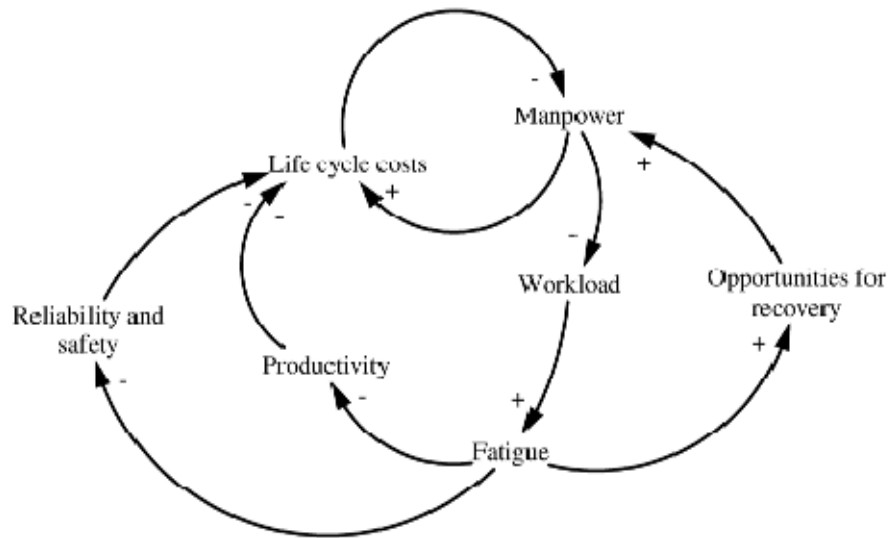 -
Manpower
Life cycle costs
+
+
-
-
-
Workload
Opportunities for
recovery
Reliability and
safety
+
Productivity
-
-
+
Fatigue